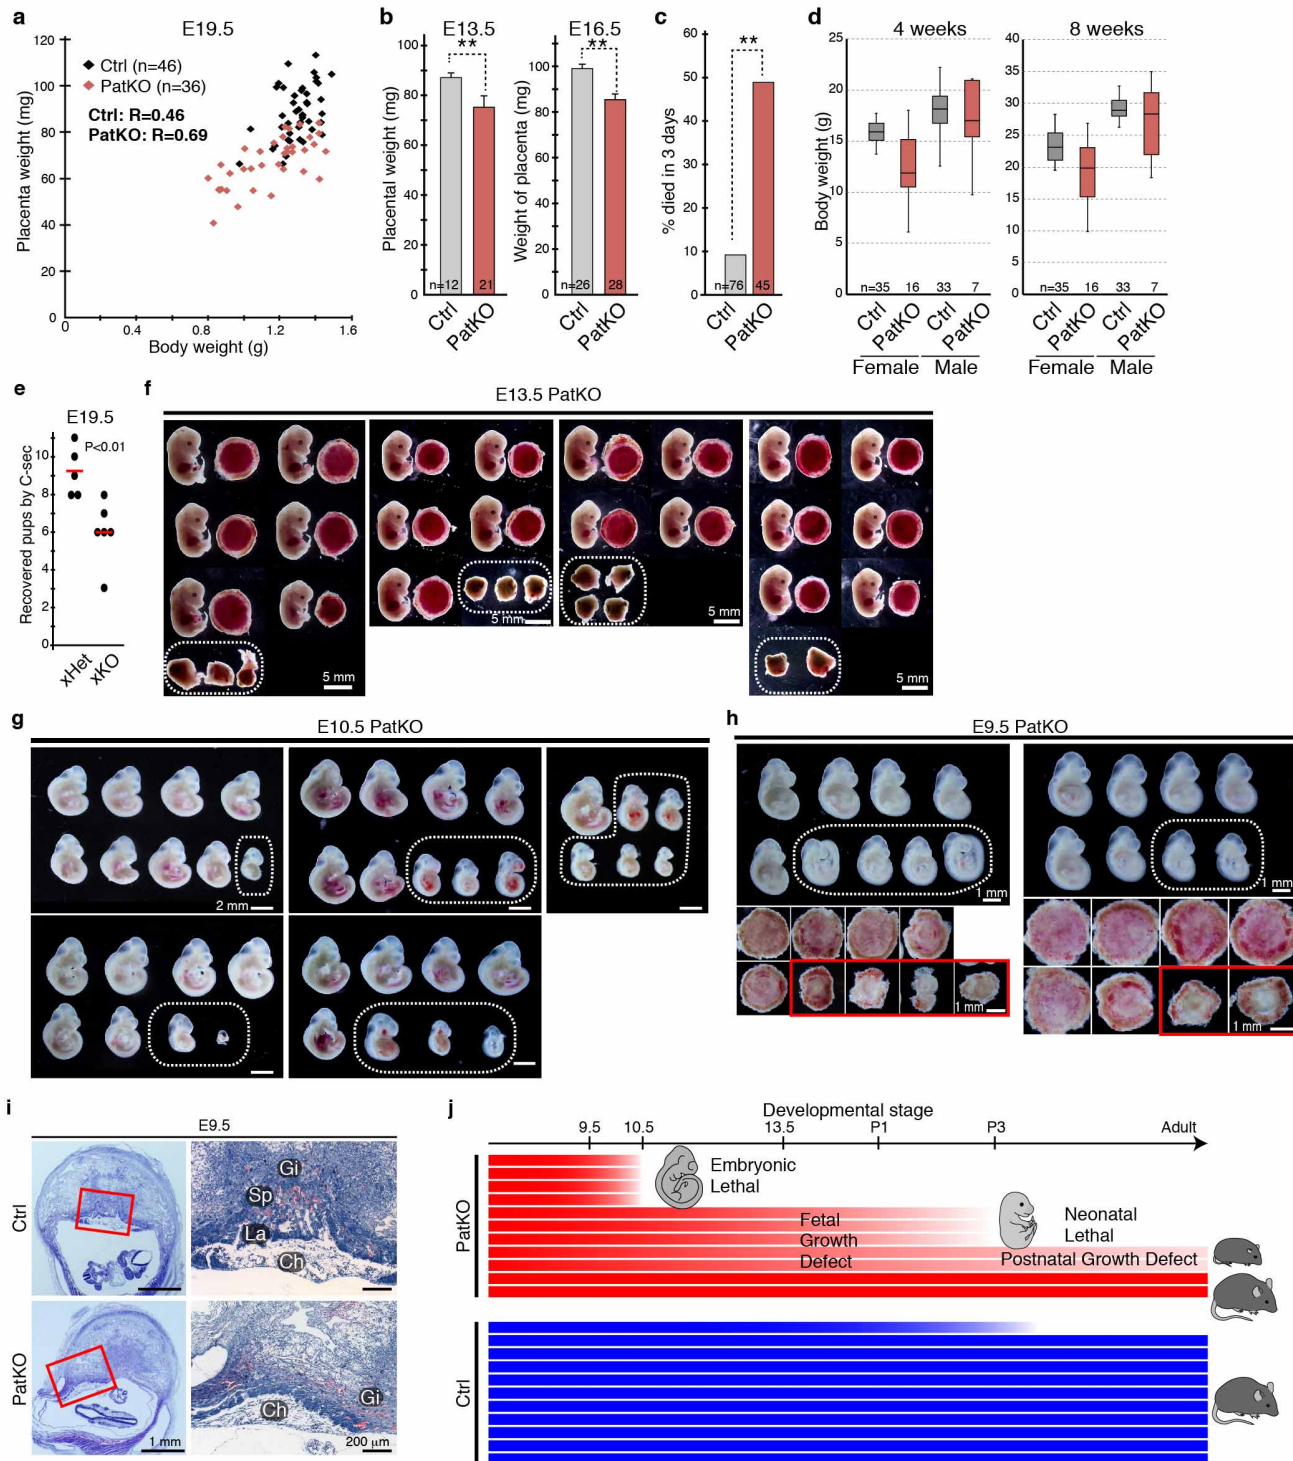 a
E19.5
Placenta weight (mg)
120
100
80
60
40
20
0
Ctrl (n=46)
PatKO (n=36)
Ctrl: R=0.46
PatKO: R=0.69
0 0.4 0.8 1.2 1.6
Body weight (g)
b
E13.5
Placental weight (mg)
100
80
60
40
20
0
**
n=12 21
Ctrl
PatKO
E16.5
Weight of placenta (mg)
100
80
60
40
20
0
**
n=26 28
Ctrl
PatKO
c
% died in 3 days
60
50
40
30
20
10
0
**
n=76 45
Ctrl
PatKO
d
4 weeks
Body weight (g)
25
20
15
10
5
0
n=35 16 33 7
Ctrl
PatKO
Ctrl
PatKO
Female Male
8 weeks
40
35
30
25
20
15
10
5
0
n=35 16 33 7
Ctrl
PatKO
Ctrl
PatKO
Female Male
e
E19.5
P<0.01
Recovered pups by C-sec
10
8
6
4
2
0
xHet
xKO
f
E13.5 PatKO
5 mm
5 mm
5 mm
5 mm
g
E10.5 PatKO
2 mm
h
E9.5 PatKO
1 mm
1 mm
1 mm
1 mm
i
E9.5
Ctrl
Gi
Sp
La
Ch
PatKO
1 mm
Gi
Ch
200 μm
j
Developmental stage
9.5 10.5 13.5 P1 P3 Adult
PatKO
Embryonic
Lethal
Fetal
Growth
Defect
Neonatal
Lethal
Postnatal Growth Defect
Ctrl